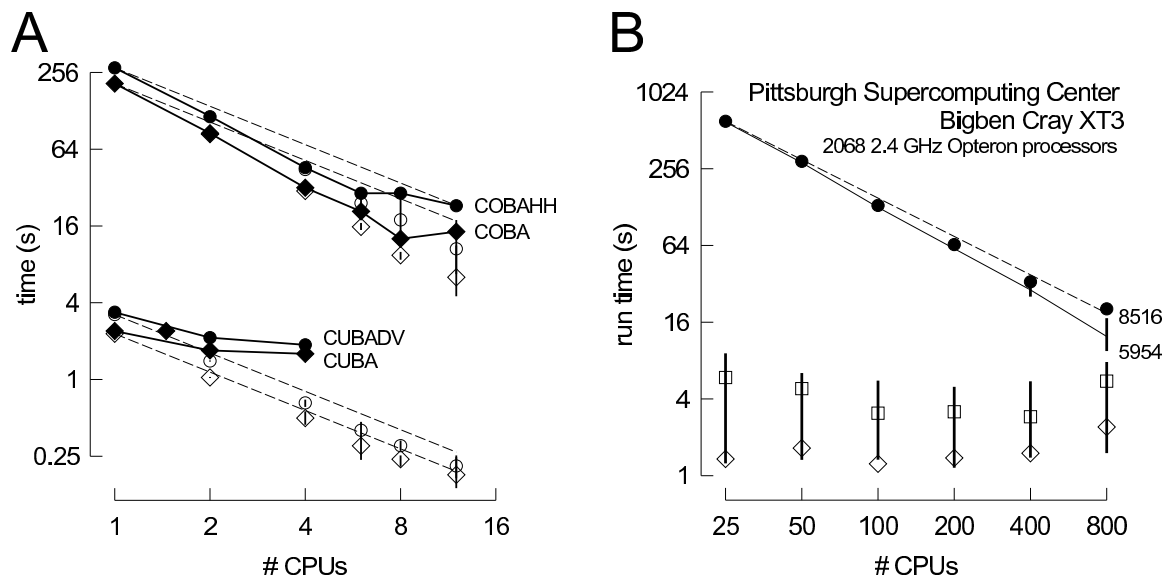 A
256
64
16
4
1
0.25
time (s)
COBAHH
COBA
CUBADV
CUBA
1 2 4 8 16
# CPUs
B
1024
256
64
16
4
1
run time (s)
Pittsburgh Supercomputing Center
Bigben Cray XT3
2068 2.4 GHz Opteron processors
8516
5954
25 50 100 200 400 800
# CPUs